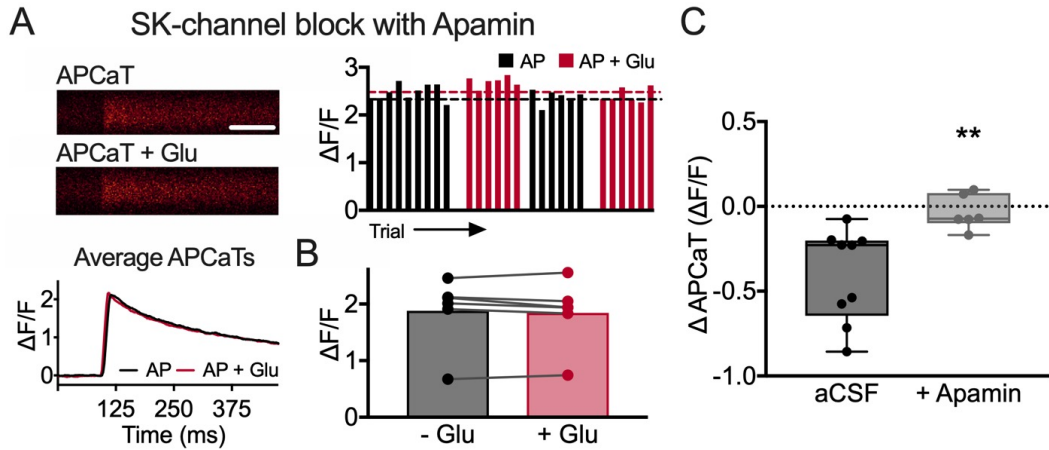 A
SK-channel block with Apamin
C
APCaT
APCaT + Glu
AP
AP + Glu
ΔF/F
3
2
1
0
Trial
Average APCaTs
ΔF/F
2
1
0
AP
AP + Glu
125
250
375
Time (ms)
B
ΔF/F
2
1
0
- Glu
+ Glu
Δ APCaT (ΔF/F)
0.5
0.0
-0.5
-1.0
**
aCSF
+ Apamin